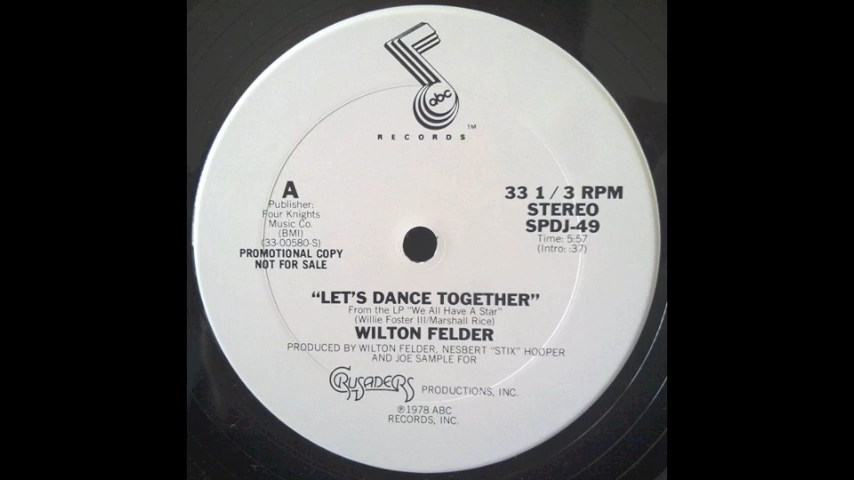 abc
™
RECORDS
A
Publisher:
Four Knights
Music Co.
(BMI)
(33-00580-S)
PROMOTIONAL COPY
NOT FOR SALE
33 1/3 RPM
STEREO
SPDJ-49
Time: 5:57
(Intro: :37)
"LET'S DANCE TOGETHER"
From the LP "We All Have A Star"
(Willie Foster III/Marshall Rice)
WILTON FELDER
PRODUCED BY WILTON FELDER, NESBERT "STIX" HOOPER
AND JOE SAMPLE FOR
CRUSADERS PRODUCTIONS, INC.
℗1978 ABC
RECORDS, INC.